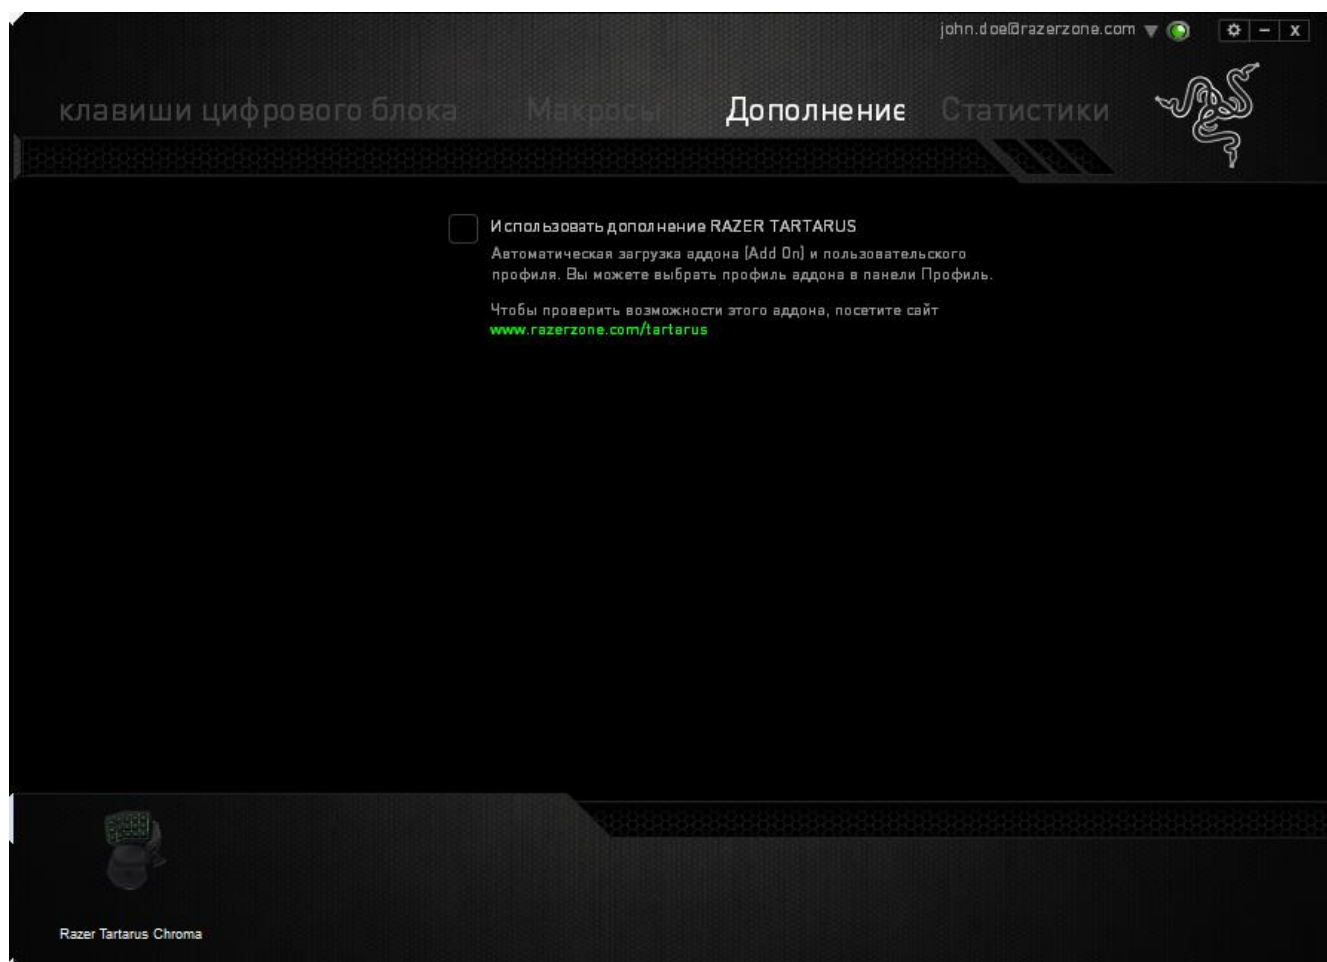 john.doe@razerzone.com
клавиши цифрового блока Макросы Дополнение Статистики
Использовать дополнение RAZER TARTARUS
Автоматическая загрузка аддона (Add On) и пользовательского
профиля. Вы можете выбрать профиль аддона в панели Профиль.
Чтобы проверить возможности этого аддона, посетите сайт
www.razerzone.com/tartarus
Razer Tartarus Chroma